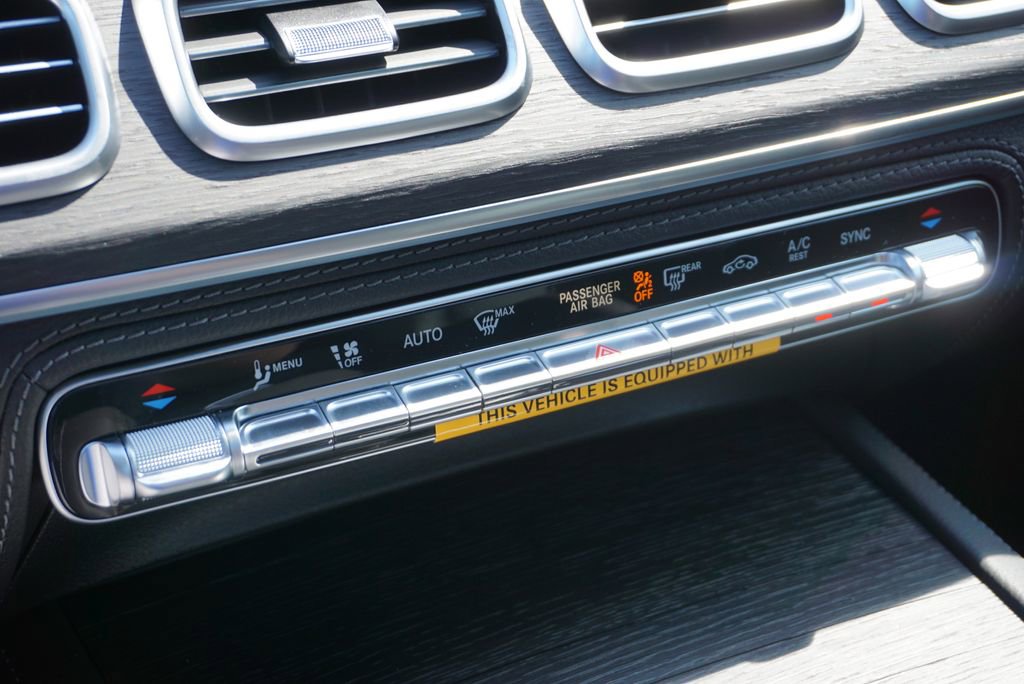 MENU
OFF
AUTO
MAX
PASSENGER
AIR BAG
OFF
REAR
A/C
REST
SYNC
THIS VEHICLE IS EQUIPPED WITH